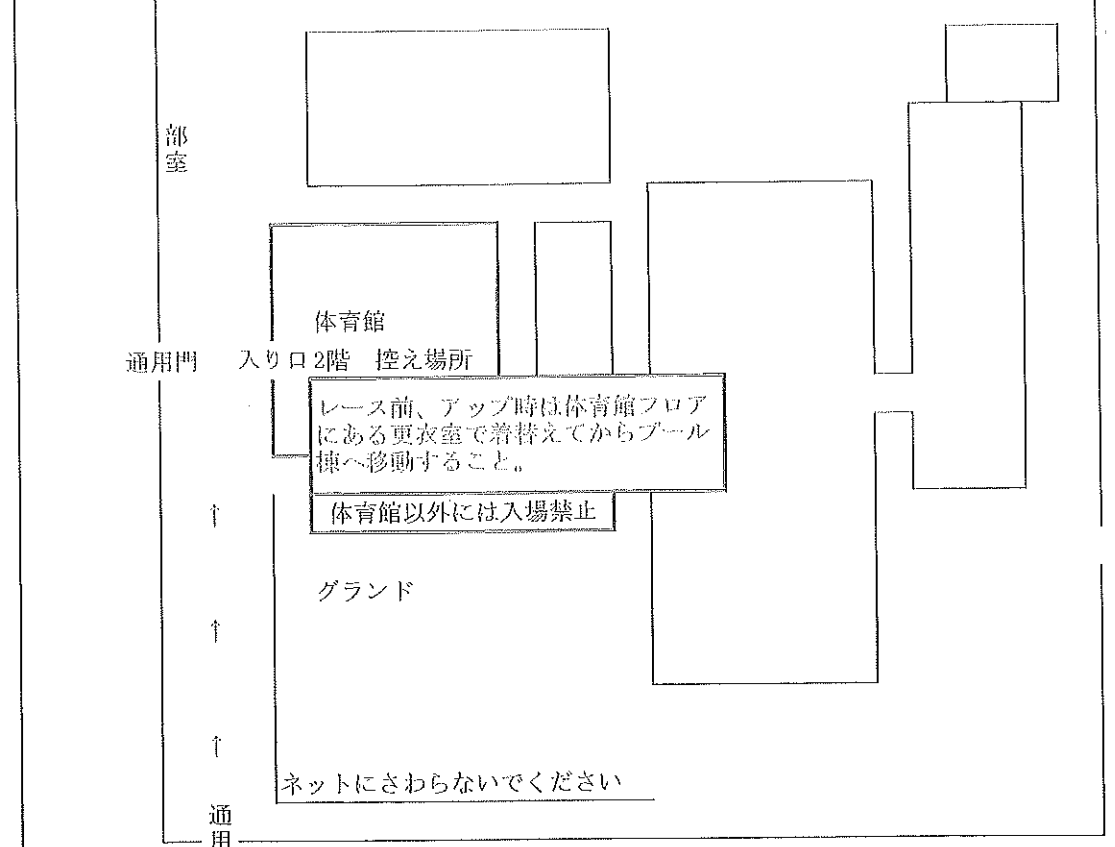 部室
体育館
通用門 入り口2階 控え場所
レース前、アップ時は体育館フロア
にある更衣室で着替えてからプール
棟へ移動すること。
体育館以外には入場禁止
↑
グランド
↑
↑
ネットにさわらないでください
通用